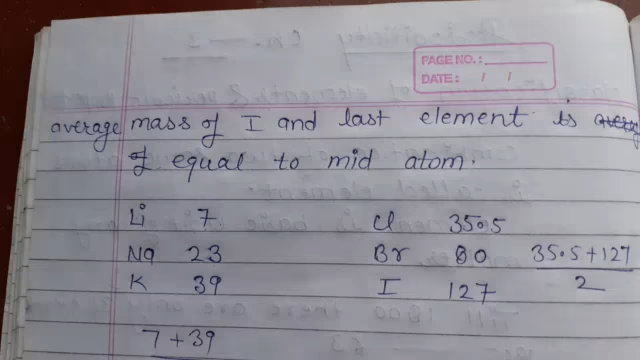 PAGE NO.:
DATE: / /
average mass of I and last element is
equal to mid atom.
Li 7 Cl 35.5
Na 23 Br 80 35.5+127
K 39 I 127 2
7 + 39